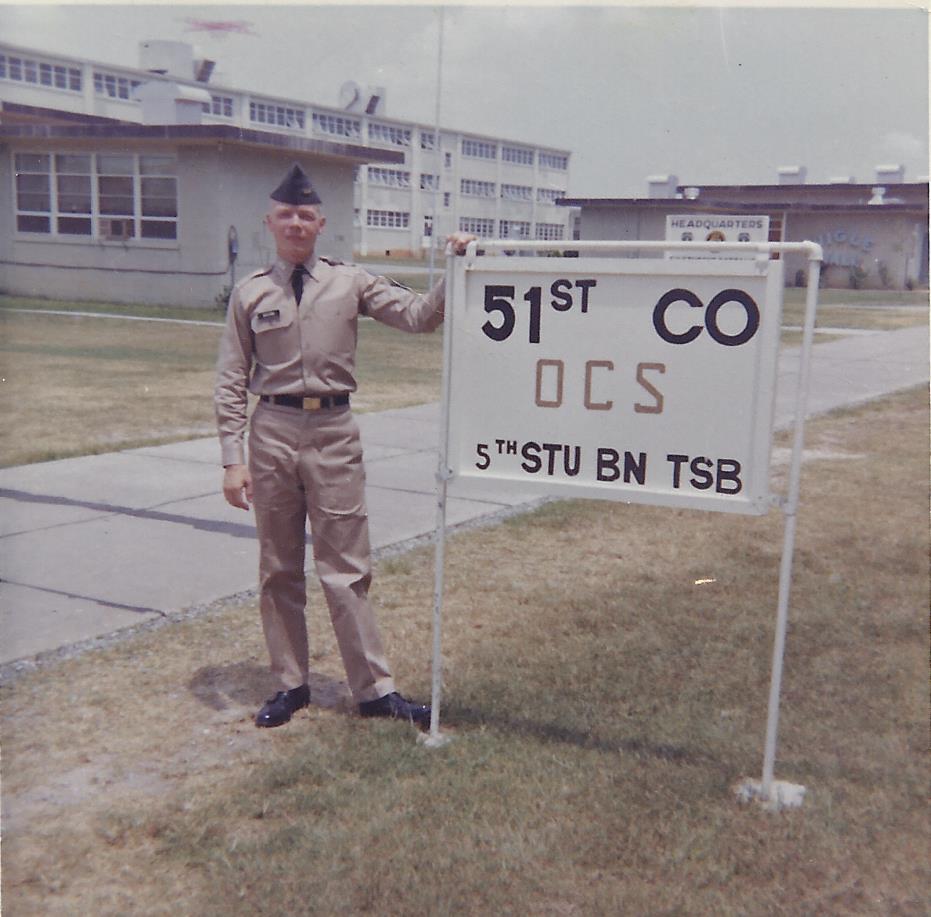 HEADQUARTERS
51ST CO
OCS
5TH STU BN TSB